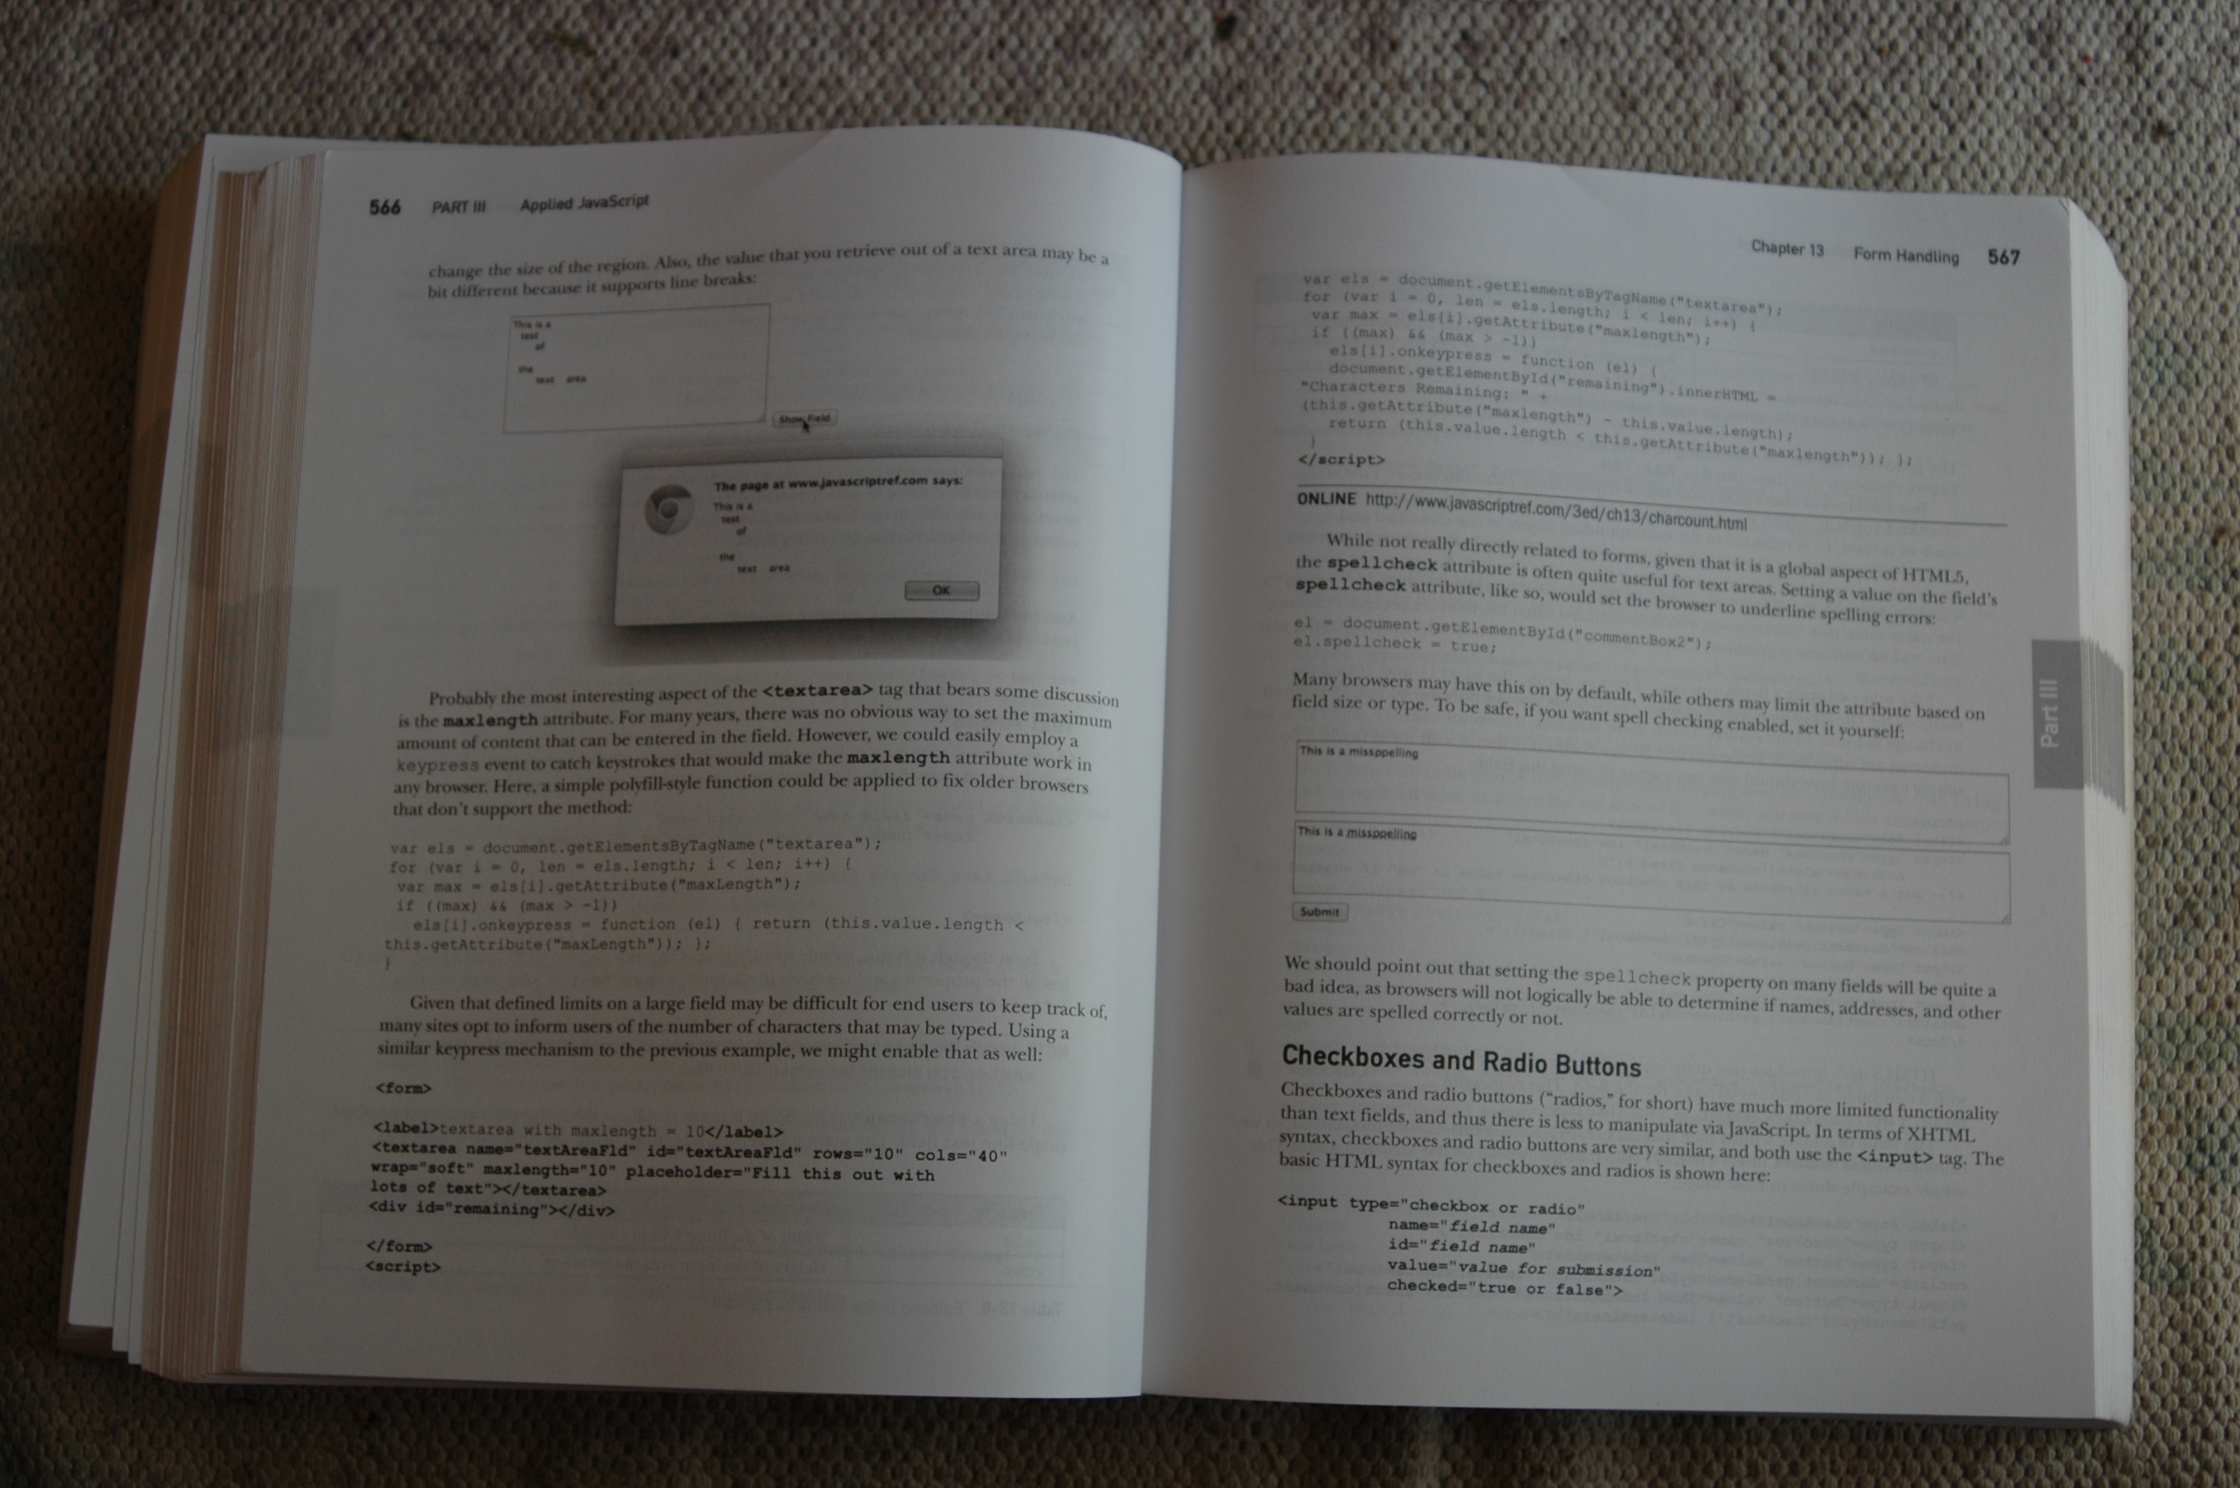 566 PART III Applied JavaScript
change the size of the region. Also, the value that you retrieve out of a text area may be a
bit different because it supports line breaks:
This is a
test
of
the
text area
Show Field
The page at www.javascriptref.com says:
This is a
test
of
the
text area
OK
Probably the most interesting aspect of the <textarea> tag that bears some discussion
is the maxlength attribute. For many years, there was no obvious way to set the maximum
amount of content that can be entered in the field. However, we could easily employ a
keypress event to catch keystrokes that would make the maxlength attribute work in
any browser. Here, a simple polyfill-style function could be applied to fix older browsers
that don't support the method:
var els = document.getElementsByTagName("textarea");
for (var i = 0, len = els.length; i < len; i++) {
var max = els[i].getAttribute("maxLength");
if ((max) && (max > -1))
els[i].onkeypress = function (el) { return (this.value.length <
this.getAttribute("maxLength")); };
}
Given that defined limits on a large field may be difficult for end users to keep track of,
many sites opt to inform users of the number of characters that may be typed. Using a
similar keypress mechanism to the previous example, we might enable that as well:
<form>
<label>textarea with maxlength = 10</label>
<textarea name="textAreaFld" id="textAreaFld" rows="10" cols="40"
wrap="soft" maxlength="10" placeholder="Fill this out with
lots of text"></textarea>
<div id="remaining"></div>
</form>
<script>
Chapter 13 Form Handling 567
var els = document.getElementsByTagName("textarea");
for (var i = 0, len = els.length; i < len; i++) {
var max = els[i].getAttribute("maxlength");
if ((max) && (max > -1))
els[i].onkeypress = function (el) {
document.getElementById("remaining").innerHTML =
"Characters Remaining: " +
(this.getAttribute("maxlength") - this.value.length);
return (this.value.length < this.getAttribute("maxlength")); };
}
</script>
ONLINE http://www.javascriptref.com/3ed/ch13/charcount.html
While not really directly related to forms, given that it is a global aspect of HTML5,
the spellcheck attribute is often quite useful for text areas. Setting a value on the field's
spellcheck attribute, like so, would set the browser to underline spelling errors:
el = document.getElementById("commentBox2");
el.spellcheck = true;
Many browsers may have this on by default, while others may limit the attribute based on
field size or type. To be safe, if you want spell checking enabled, set it yourself:
This is a missppelling
This is a missppelling
Submit
We should point out that setting the spellcheck property on many fields will be quite a
bad idea, as browsers will not logically be able to determine if names, addresses, and other
values are spelled correctly or not.
Checkboxes and Radio Buttons
Checkboxes and radio buttons ("radios," for short) have much more limited functionality
than text fields, and thus there is less to manipulate via JavaScript. In terms of XHTML
syntax, checkboxes and radio buttons are very similar, and both use the <input> tag. The
basic HTML syntax for checkboxes and radios is shown here:
<input type="checkbox or radio"
name="field name"
id="field name"
value="value for submission"
checked="true or false">
Part III